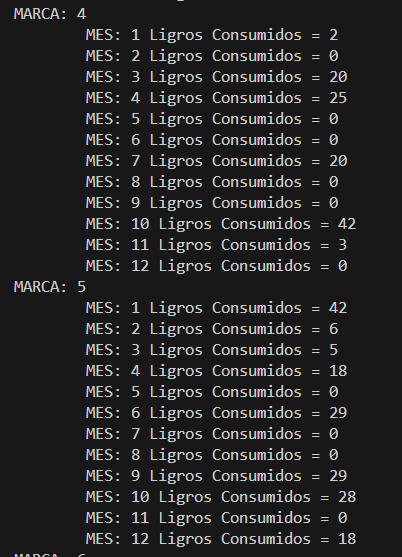 MARCA: 4
MES: 1 Ligros Consumidos = 2
MES: 2 Ligros Consumidos = 0
MES: 3 Ligros Consumidos = 20
MES: 4 Ligros Consumidos = 25
MES: 5 Ligros Consumidos = 0
MES: 6 Ligros Consumidos = 0
MES: 7 Ligros Consumidos = 20
MES: 8 Ligros Consumidos = 0
MES: 9 Ligros Consumidos = 0
MES: 10 Ligros Consumidos = 42
MES: 11 Ligros Consumidos = 3
MES: 12 Ligros Consumidos = 0
MARCA: 5
MES: 1 Ligros Consumidos = 42
MES: 2 Ligros Consumidos = 6
MES: 3 Ligros Consumidos = 5
MES: 4 Ligros Consumidos = 18
MES: 5 Ligros Consumidos = 0
MES: 6 Ligros Consumidos = 29
MES: 7 Ligros Consumidos = 0
MES: 8 Ligros Consumidos = 0
MES: 9 Ligros Consumidos = 29
MES: 10 Ligros Consumidos = 28
MES: 11 Ligros Consumidos = 0
MES: 12 Ligros Consumidos = 18